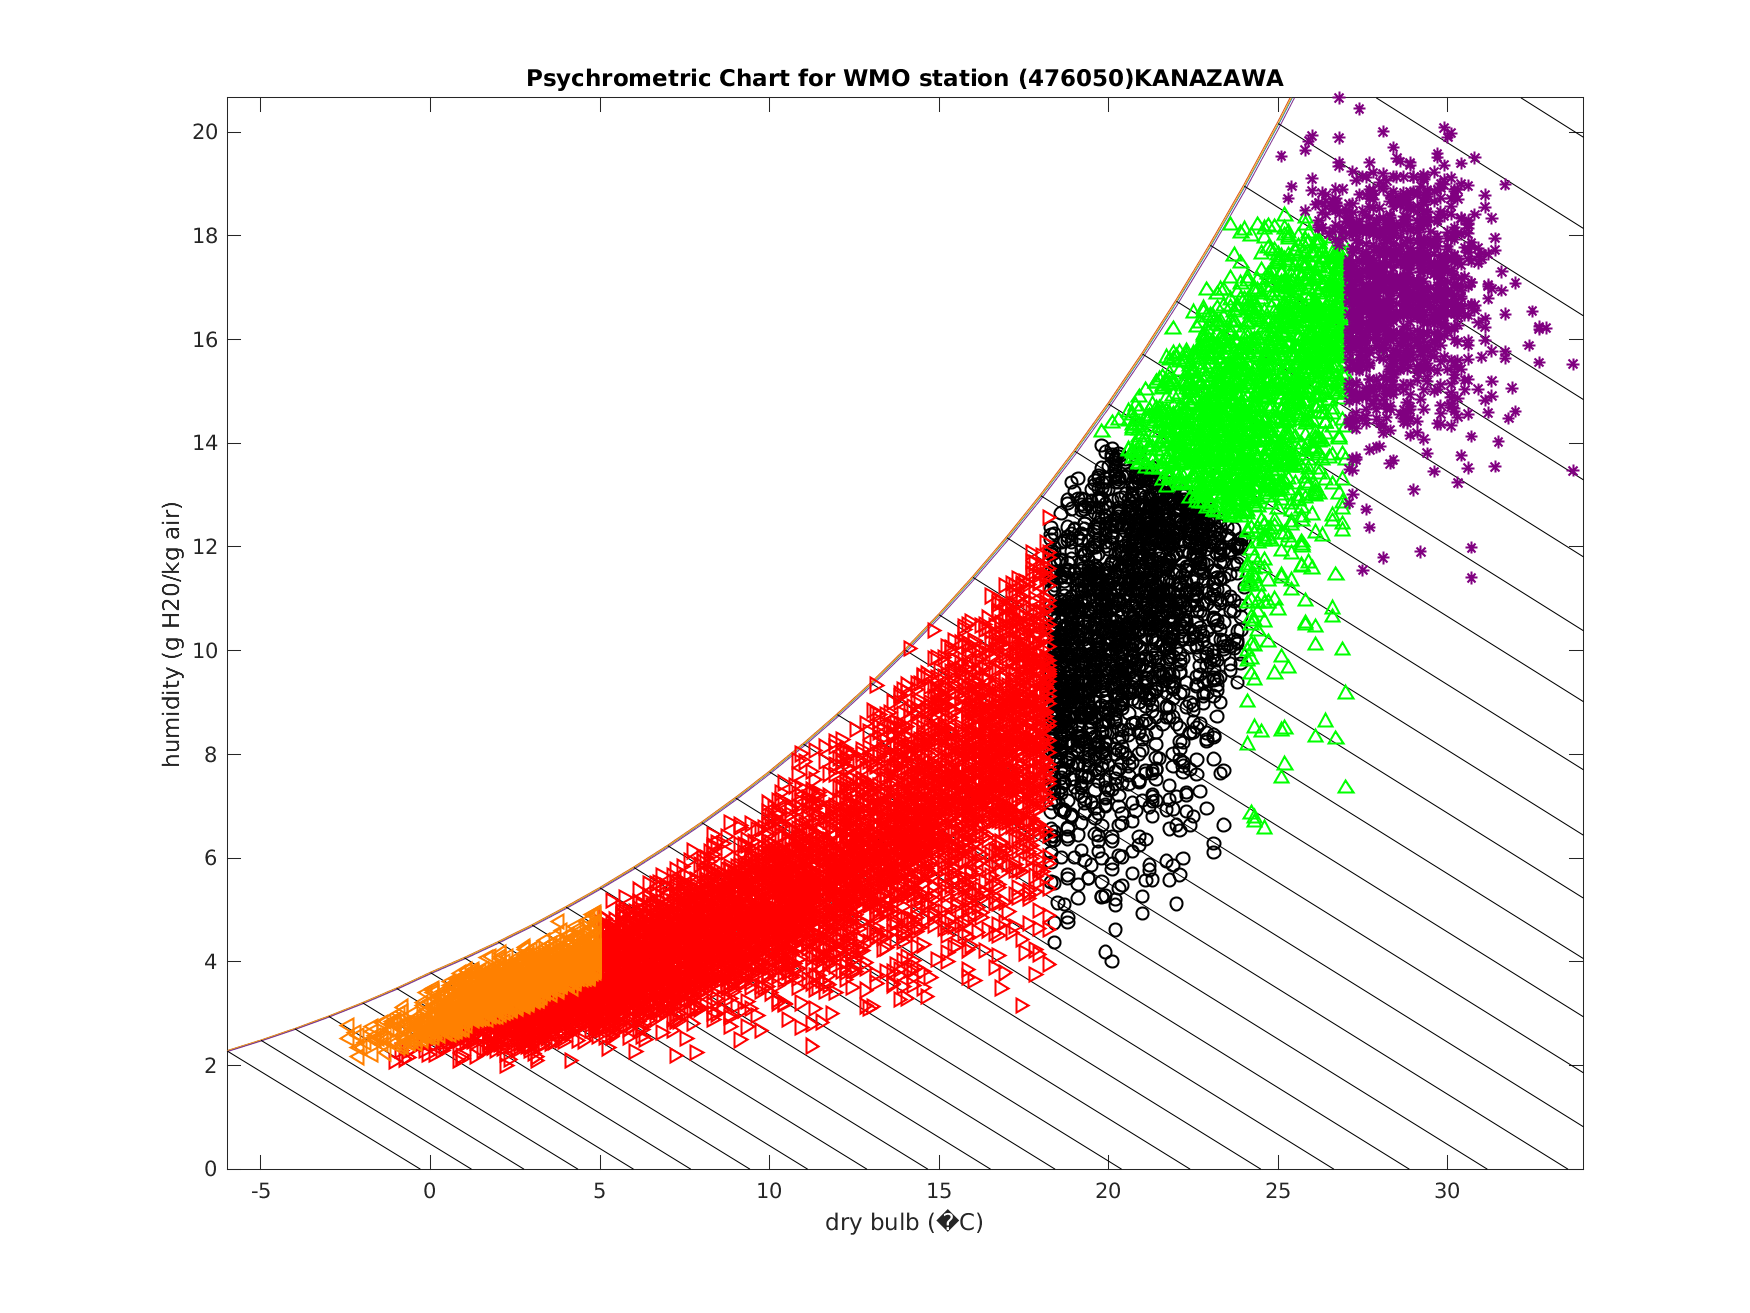 Psychrometric Chart for WMO station (476050)KANAZAWA
20
18
16
14
12
10
8
6
4
2
0
humidity (g H20/kg air)
-5 0 5 10 15 20 25 30
dry bulb (�C)